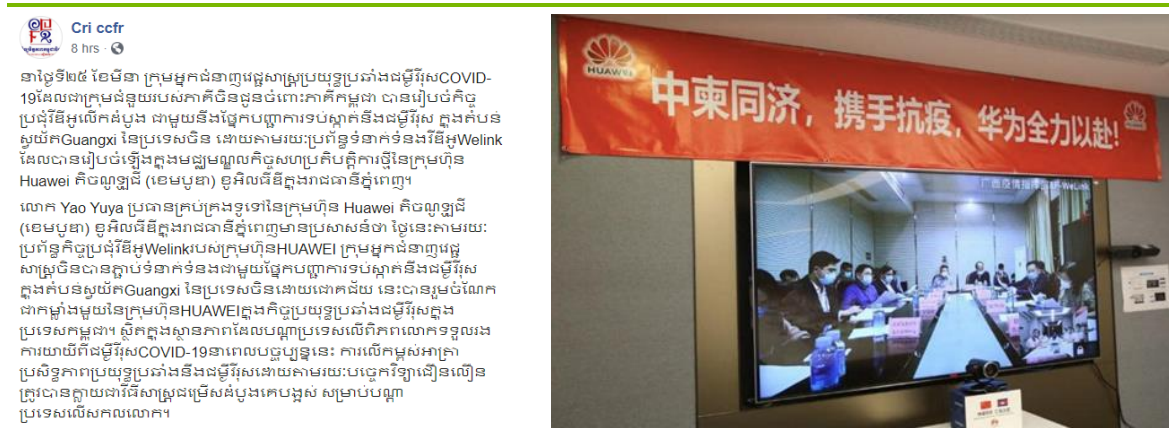 Cri ccfr
8 hrs
នាថ្ងៃទី២៥ ខែមីនា ក្រុមអ្នកជំនាញវេជ្ជសាស្ត្រប្រយុទ្ធប្រឆាំងជម្ងឺវីរុសCOVID-
19ដែលជាក្រុមជំនួយរបស់ភាគីចិនជូនចំពោះភាគីកម្ពុជា បានរៀបចំកិច្ច
ប្រជុំវីឌីអូលើកដំបូង ជាមួយនឹងផ្នែកបញ្ជាការទប់ស្កាត់នឹងជម្ងឺវីរុស ក្នុងតំបន់
ស្វយ័តGuangxi នៃប្រទេសចិន ដោយតាមរយៈប្រព័ន្ធទំនាក់ទំនងវីឌីអូWelink
ដែលបានរៀបចំឡើងក្នុងមជ្ឈមណ្ឌលកិច្ចសហប្រតិបត្តិការថ្មីនៃក្រុមហ៊ុន
Huawei តិចណូឡូជី (ខេមបូឌា) ខូអិលធីឌីក្នុងរាជធានីភ្នំពេញ។
លោក Yao Yuya ប្រធានគ្រប់គ្រងទូទៅនៃក្រុមហ៊ុន Huawei តិចណូឡូជី
(ខេមបូឌា) ខូអិលធីឌីក្នុងរាជធានីភ្នំពេញមានប្រសាសន៍ថា ថ្ងៃនេះតាមរយៈ
ប្រព័ន្ធកិច្ចប្រជុំវីឌីអូWelinkរបស់ក្រុមហ៊ុនHUAWEI ក្រុមអ្នកជំនាញវេជ្ជ
សាស្ត្រចិនបានភ្ជាប់ទំនាក់ទំនងជាមួយផ្នែកបញ្ជាការទប់ស្កាត់នឹងជម្ងឺវីរុស
ក្នុងតំបន់ស្វយ័តGuangxi នៃប្រទេសចិនដោយជោគជ័យ នេះបានរួមចំណែក
ជាកម្លាំងមួយនៃក្រុមហ៊ុនHUAWEIក្នុងកិច្ចប្រយុទ្ធប្រឆាំងជម្ងឺវីរុសក្នុង
ប្រទេសកម្ពុជា។ ស្ថិតក្នុងស្ថានភាពដែលបណ្តាប្រទេសលើពិភពលោកទទួលរង
ការយាយីពីជម្ងឺវីរុសCOVID-19នាពេលបច្ចុប្បន្ននេះ ការលើកម្ពស់អាត្រា
ប្រសិទ្ធភាពប្រយុទ្ធប្រឆាំងនឹងជម្ងឺវីរុសដោយតាមរយៈបច្ចេកវិទ្យាជឿនលឿន
ត្រូវបានក្លាយជាវិធីសាស្ត្រជម្រើសដំបូងគេបង្អស់ សម្រាប់បណ្តា
ប្រទេសលើសកលលោក។
HUAWEI
中柬同济，携手抗疫，华为全力以赴!